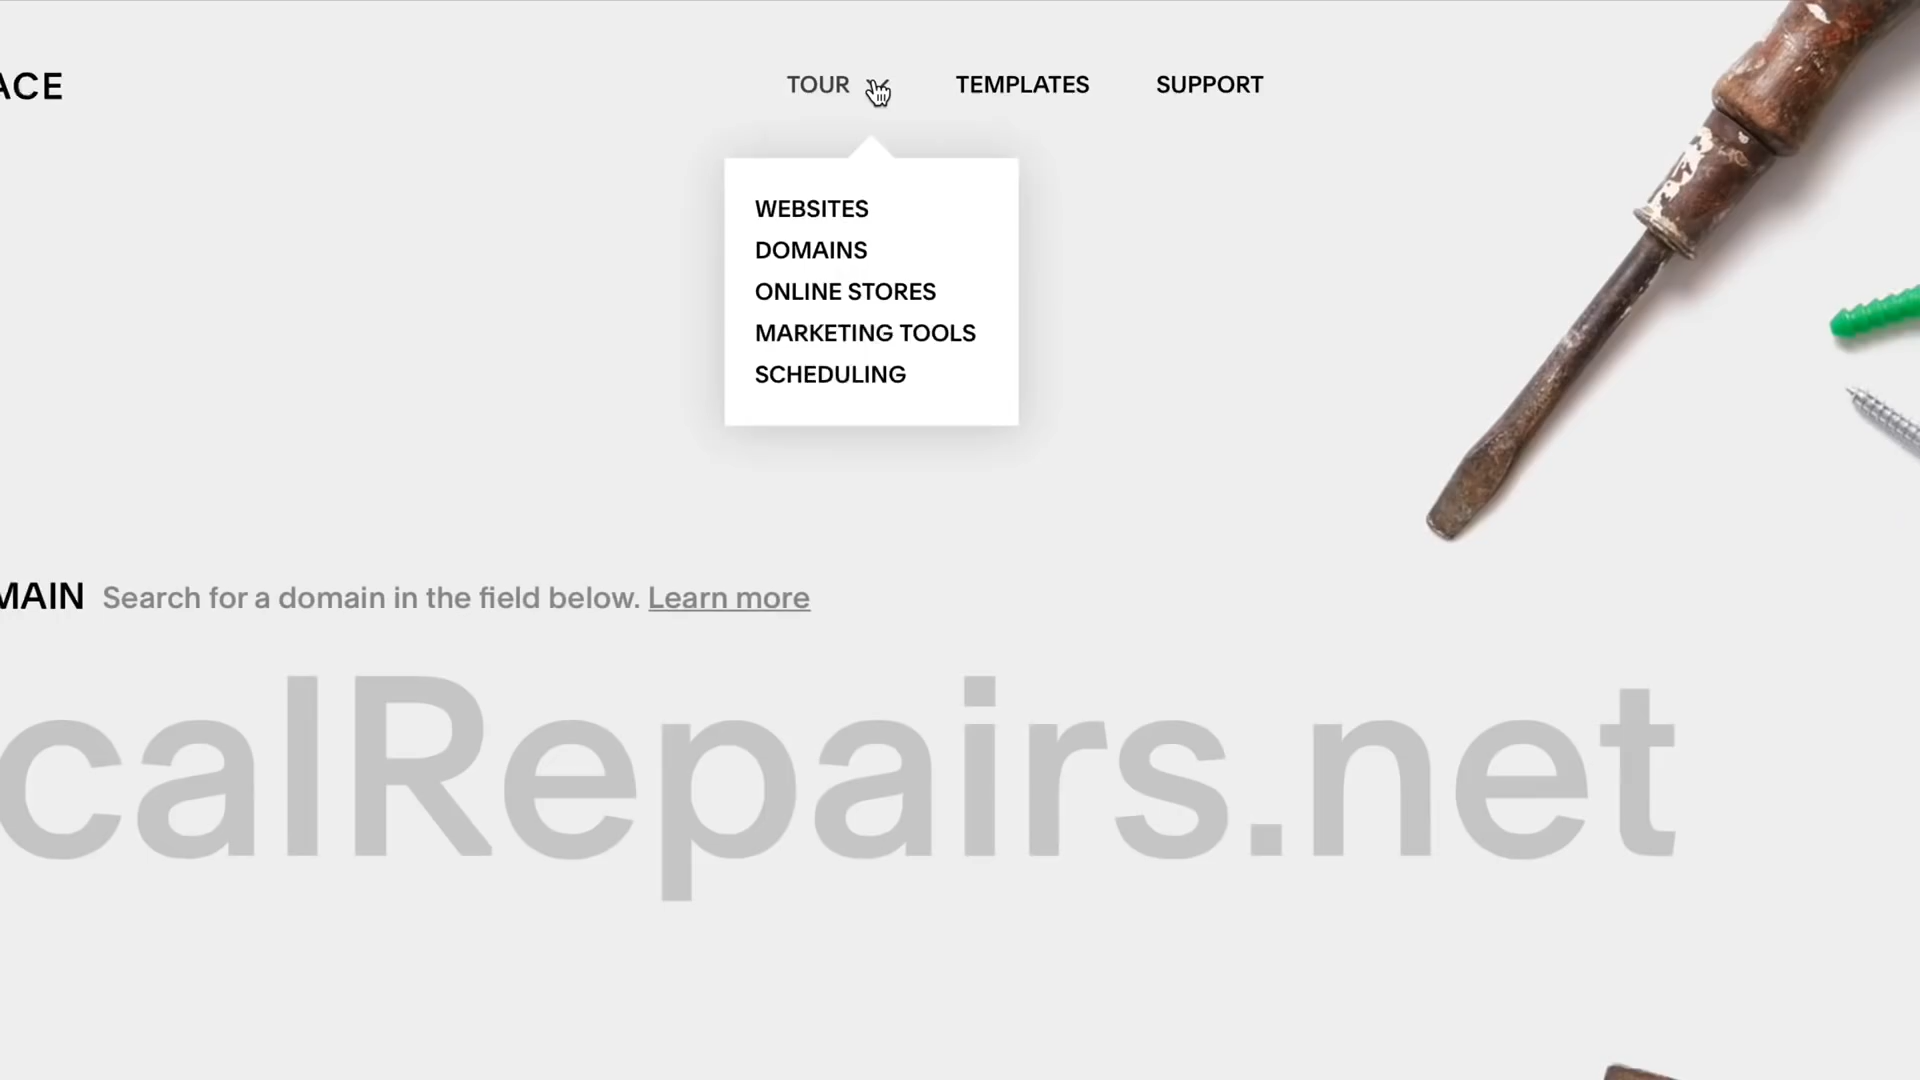 ACE
TOUR
TEMPLATES
SUPPORT
WEBSITES
DOMAINS
ONLINE STORES
MARKETING TOOLS
SCHEDULING
MAIN Search for a domain in the field below. Learn more
calRepairs.net